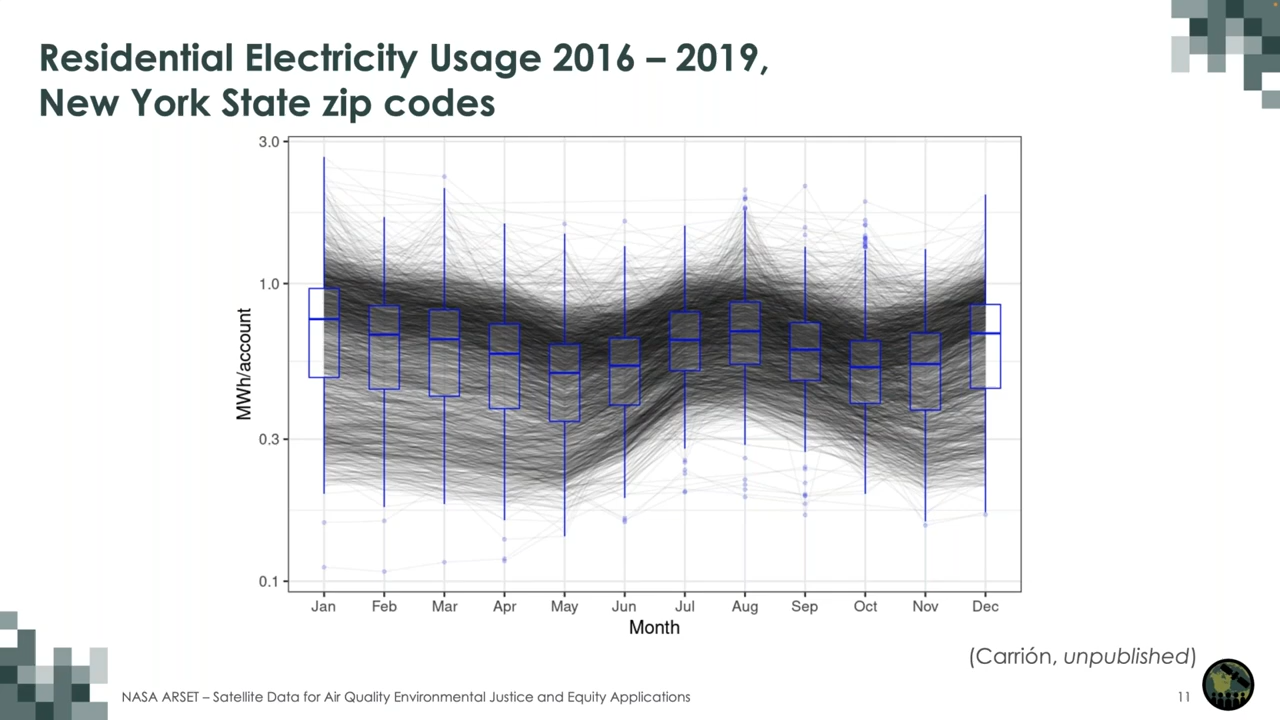 Residential Electricity Usage 2016 – 2019,
New York State zip codes
3.0
1.0
0.3
0.1
MWh/account
Jan Feb Mar Apr May Jun Jul Aug Sep Oct Nov Dec
Month
(Carrión, unpublished)
NASA ARSET – Satellite Data for Air Quality Environmental Justice and Equity Applications
11